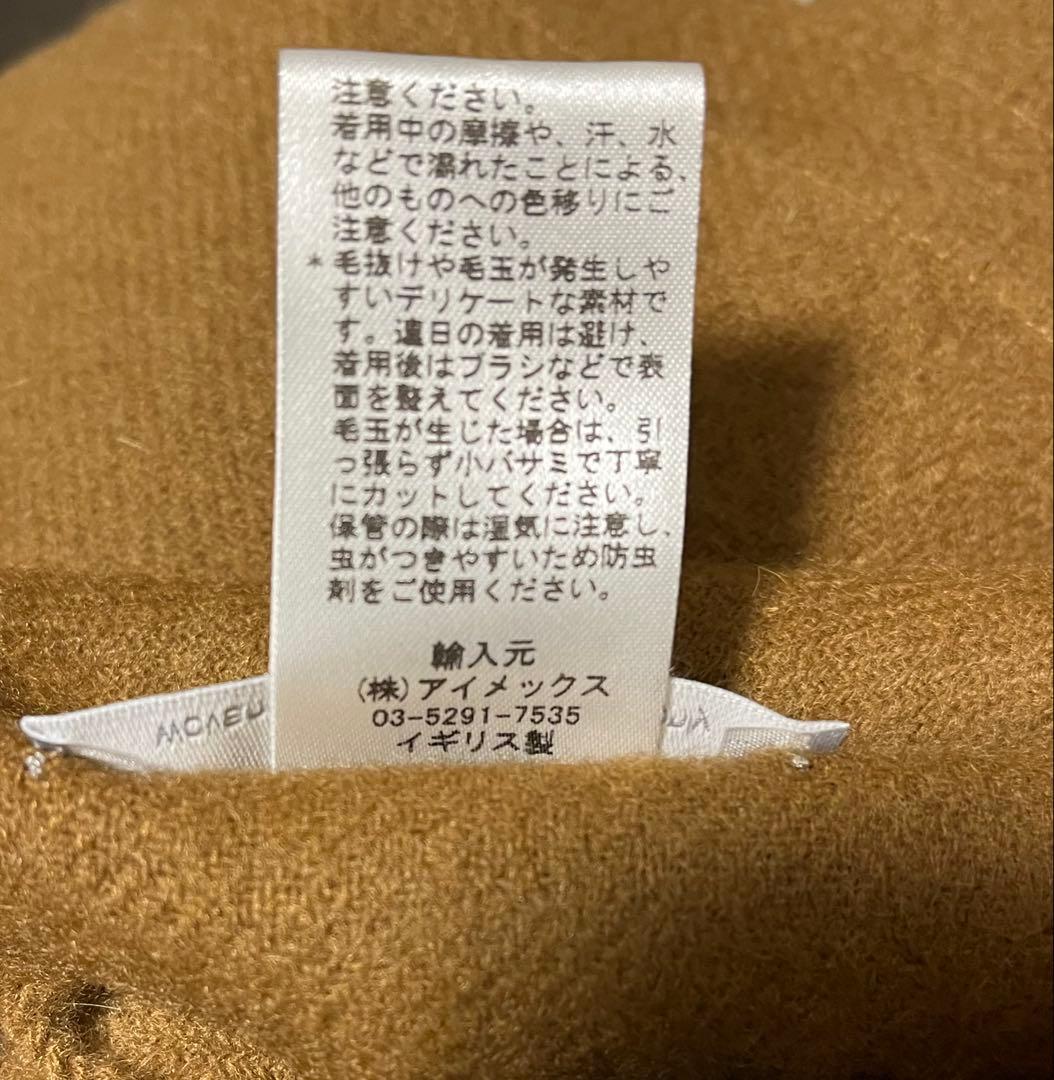 注意ください。
着用中の摩擦や、汗、水
などで濡れたことによる、
他のものへの色移りにご
注意ください。
*毛抜けや毛玉が発生しや
すいデリケートな素材で
す。連日の着用は避け、
着用後はブラシなどで表
面を整えてください。
毛玉が生じた場合は、引
っ張らず小バサミで丁寧
にカットしてください。
保管の際は湿気に注意し、
虫がつきやすいため防虫
剤をご使用ください。
輸入元
(株)アイメックス
03-5291-7535
イギリス製